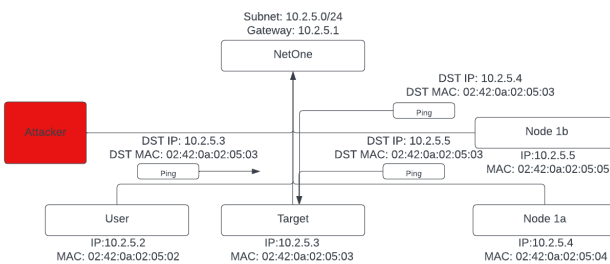 Subnet: 10.2.5.0/24
Gateway: 10.2.5.1
NetOne
DST IP: 10.2.5.4
DST MAC: 02:42:0a:02:05:03
Ping
Attacker
Node 1b
IP:10.2.5.5
MAC: 02:42:0a:02:05:05
DST IP: 10.2.5.3
DST MAC: 02:42:0a:02:05:03
Ping
DST IP: 10.2.5.5
DST MAC: 02:42:0a:02:05:03
Ping
User
IP:10.2.5.2
MAC: 02:42:0a:02:05:02
Target
IP:10.2.5.3
MAC: 02:42:0a:02:05:03
Node 1a
IP:10.2.5.4
MAC: 02:42:0a:02:05:04